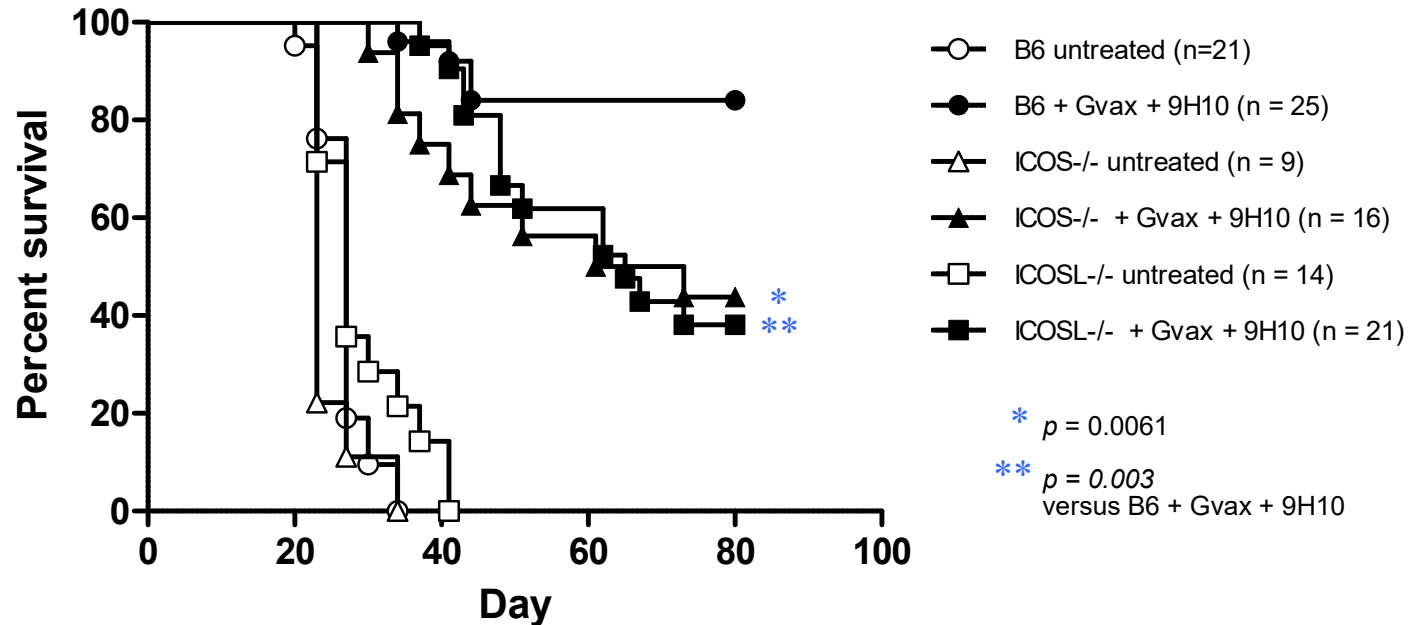 Percent survival
100
80
60
40
20
0
0 20 40 60 80 100
Day
*
**
B6 untreated (n=21)
B6 + Gvax + 9H10 (n = 25)
ICOS-/- untreated (n = 9)
ICOS-/- + Gvax + 9H10 (n = 16)
ICOSL-/- untreated (n = 14)
ICOSL-/- + Gvax + 9H10 (n = 21)
* p = 0.0061
** p = 0.003
versus B6 + Gvax + 9H10